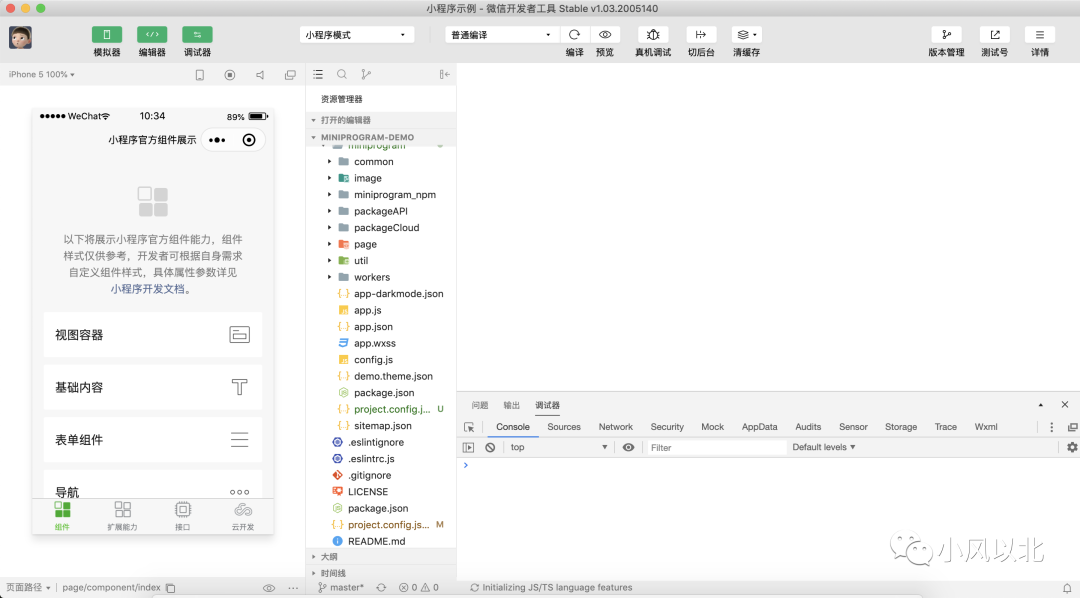 小程序示例 - 微信开发者工具 Stable v1.03.2005140
模拟器 编辑器 调试器
小程序模式 普通编译
编译 预览 真机调试 切后台 清缓存
版本管理 测试号 详情
iPhone 5 100%
WeChat 10:34 89%
小程序官方组件展示
以下将展示小程序官方组件能力，组件
样式仅供参考，开发者可根据自身需求
自定义组件样式，具体属性参数详见
小程序开发文档。
视图容器
基础内容
表单组件
导航
组件 扩展能力 接口 云开发
页面路径 page/component/index
资源管理器
打开的编辑器
MINIPROGRAM-DEMO
miniprogram
common
image
miniprogram_npm
packageAPI
packageCloud
page
util
workers
{..} app-darkmode.json
app.js
{..} app.json
app.wxss
config.js
{..} demo.theme.json
package.json
{..} project.config.j... U
{..} sitemap.json
.eslintignore
.eslintrc.js
.gitignore
LICENSE
package.json
{..} project.config.js... M
README.md
大纲
时间线
master* 0 0 Initializing JS/TS language features
问题 输出 调试器
Console Sources Network Security Mock AppData Audits Sensor Storage Trace Wxml
top Filter Default levels
小风以北